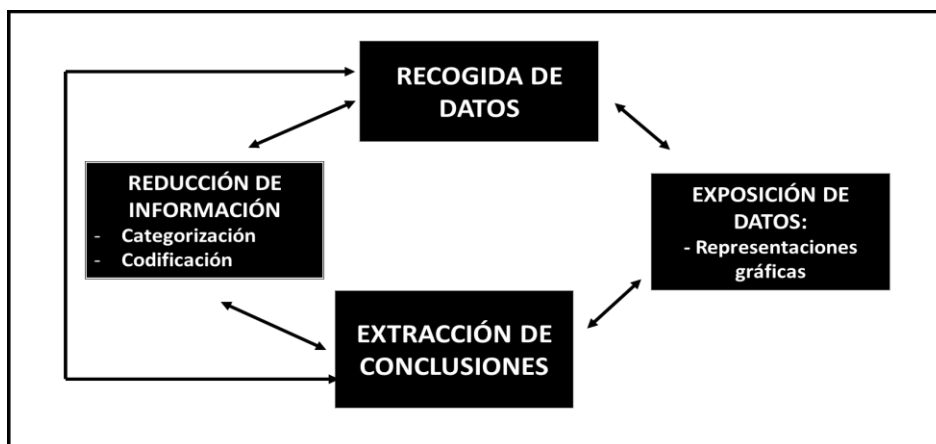 RECOGIDA DE
DATOS
REDUCCIÓN DE
INFORMACIÓN
- Categorización
- Codificación
EXPOSICIÓN DE
DATOS:
- Representaciones
gráficas
EXTRACCIÓN DE
CONCLUSIONES